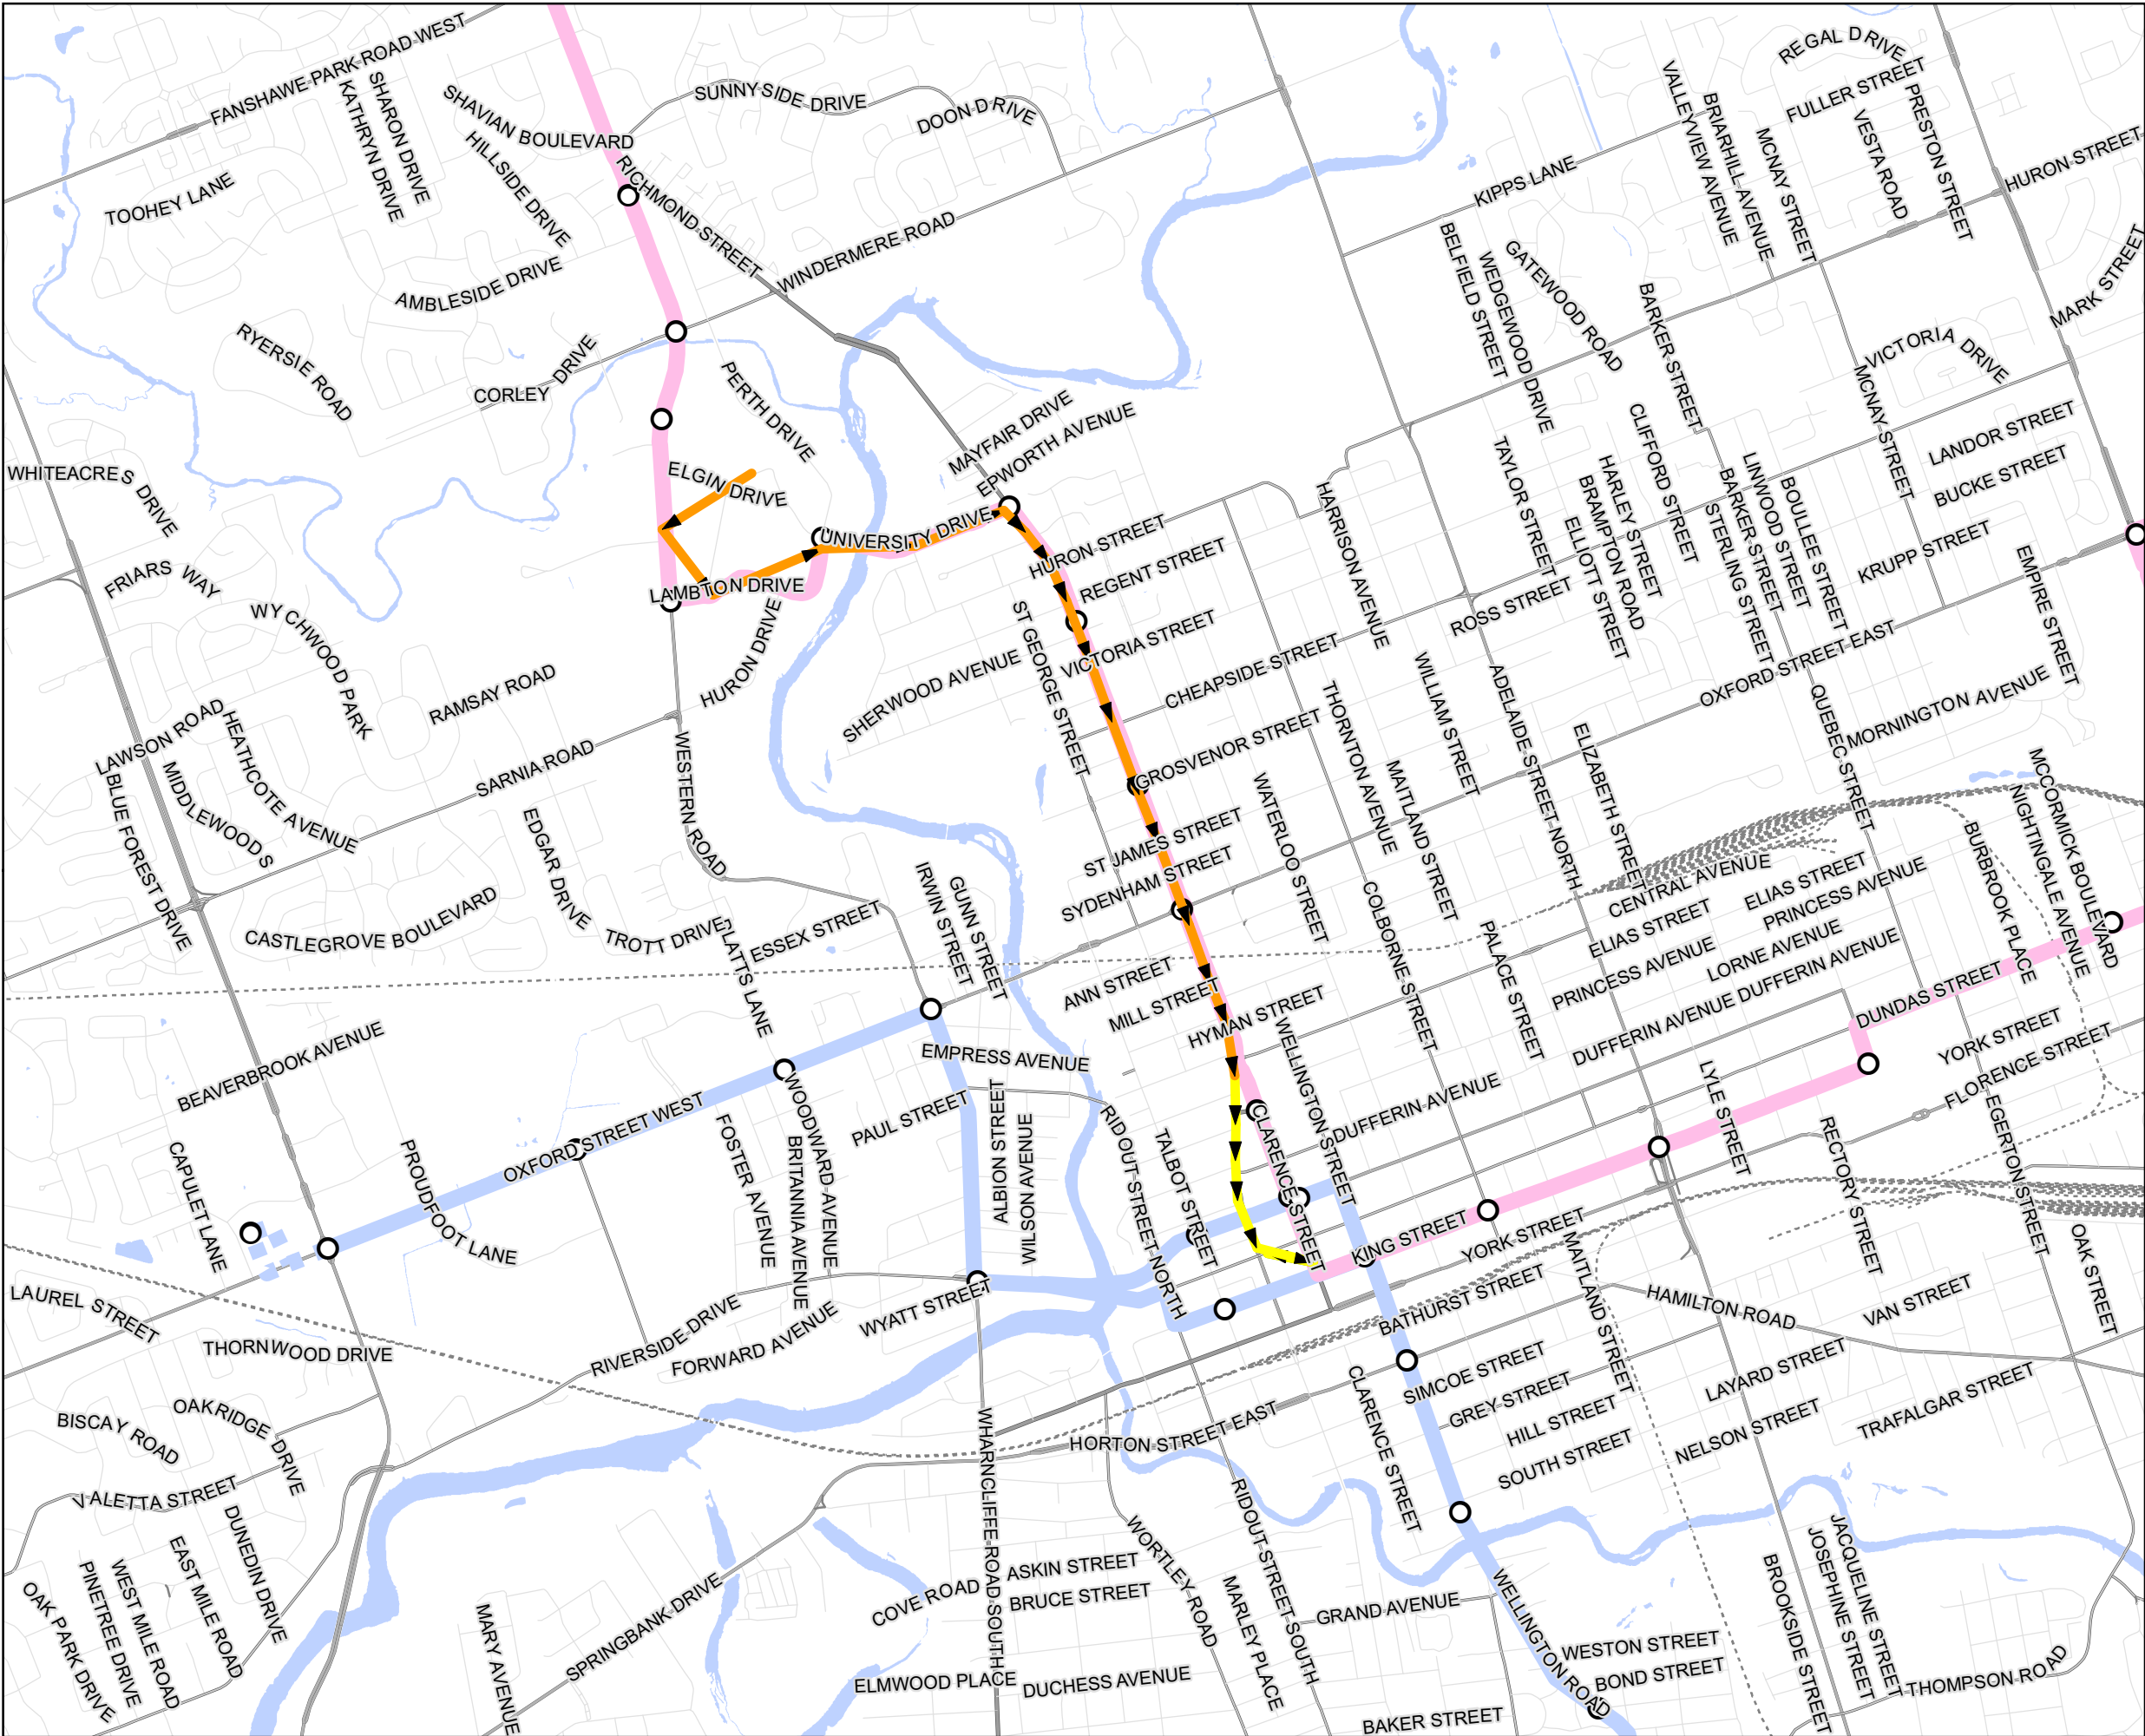 FANSHAWE PARK ROAD WEST
SHARON DRIVE
KATHRYN DRIVE
SHAVIAN BOULEVARD
HILLSIDE DRIVE
TOOHEY LANE
SUNNYSIDE DRIVE
DOON DRIVE
RICHMOND STREET
WINDERMERE ROAD
AMBLESIDE DRIVE
RYERSIE ROAD
CORLEY DRIVE
PERTH DRIVE
REGAL DRIVE
FULLER STREET
VALLEYVIEW AVENUE
BRIARHILL AVENUE
MCNAY STREET
VESTA ROAD
PRESTON STREET
HURON STREET
KIPPS LANE
BELFIELD STREET
WEDGEWOOD DRIVE
GATEWOOD ROAD
BARKER STREET
MARK STREET
VICTORIA DRIVE
MCNAY STREET
LANDOR STREET
BUCKE STREET
WHITEACRES DRIVE
ELGIN DRIVE
MAYFAIR DRIVE
EPWORTH AVENUE
UNIVERSITY DRIVE
HURON STREET
REGENT STREET
HARRISON AVENUE
TAYLOR STREET
CLIFFORD STREET
HARLEY STREET
BRAMPTON ROAD
ELLIOTT STREET
LINWOOD STREET
BOULLEE STREET
BARKER STREET
STERLING STREET
KRUPP STREET
EMPIRE STREET
FRIARS WAY
WYCHWOOD PARK
LAMBTON DRIVE
HURON DRIVE
ST GEORGE STREET
VICTORIA STREET
SHERWOOD AVENUE
CHEAPSIDE STREET
ROSS STREET
OXFORD STREET EAST
RAMSAY ROAD
LAWSON ROAD
HEATHCOTE AVENUE
MIDDLEWOODS
BLUE FOREST DRIVE
SARNIA ROAD
WESTERN ROAD
GROSVENOR STREET
THORNTON AVENUE
WILLIAM STREET
ADELAIDE STREET NORTH
ELIZABETH STREET
QUEBEC STREET
MORNINGTON AVENUE
MCCORMICK BOULEVARD
NIGHTINGALE AVENUE
BURBROOK PLACE
EDGAR DRIVE
CASTLEGROVE BOULEVARD
TROTT DRIVE
PLATTS LANE
ESSEX STREET
IRWIN STREET
GUNN STREET
ST JAMES STREET
SYDENHAM STREET
WATERLOO STREET
MAITLAND STREET
COLBORNE STREET
PALACE STREET
CENTRAL AVENUE
ELIAS STREET
ELIAS STREET
PRINCESS AVENUE
PRINCESS AVENUE
LORNE AVENUE
DUFFERIN AVENUE
DUFFERIN AVENUE
DUNDAS STREET
YORK STREET
FLORENCE STREET
EGERTON STREET
ANN STREET
MILL STREET
HYMAN STREET
WELLINGTON STREET
DUFFERIN AVENUE
LYLE STREET
RECTORY STREET
OAK STREET
BEAVERBROOK AVENUE
CAPULET LANE
PROUDFOOT LANE
OXFORD STREET WEST
WOODWARD AVENUE
BRITANNIA AVENUE
FOSTER AVENUE
PAUL STREET
EMPRESS AVENUE
ALBION STREET
WILSON AVENUE
RIDOUT STREET NORTH
TALBOT STREET
CLARENCE STREET
KING STREET
YORK STREET
BATHURST STREET
MAITLAND STREET
HAMILTON ROAD
VAN STREET
LAUREL STREET
THORNWOOD DRIVE
RIVERSIDE DRIVE
FORWARD AVENUE
WYATT STREET
BISCAY ROAD
OAKRIDGE DRIVE
VALETTA STREET
DUNEDIN DRIVE
EAST MILE ROAD
WEST MILE ROAD
PINETREE DRIVE
OAK PARK DRIVE
MARY AVENUE
SPRINGBANK DRIVE
WHARNCLIFFE ROAD SOUTH
HORTON STREET EAST
CLARENCE STREET
SIMCOE STREET
GREY STREET
HILL STREET
SOUTH STREET
LAYARD STREET
NELSON STREET
TRAFALGAR STREET
COVE ROAD
ASKIN STREET
BRUCE STREET
WORTLEY ROAD
RIDOUT STREET SOUTH
MARLEY PLACE
GRAND AVENUE
WELLINGTON ROAD
WESTON STREET
BOND STREET
BROOKSIDE STREET
JOSEPHINE STREET
JACQUELINE STREET
THOMPSON ROAD
ELMWOOD PLACE
DUCHESS AVENUE
BAKER STREET